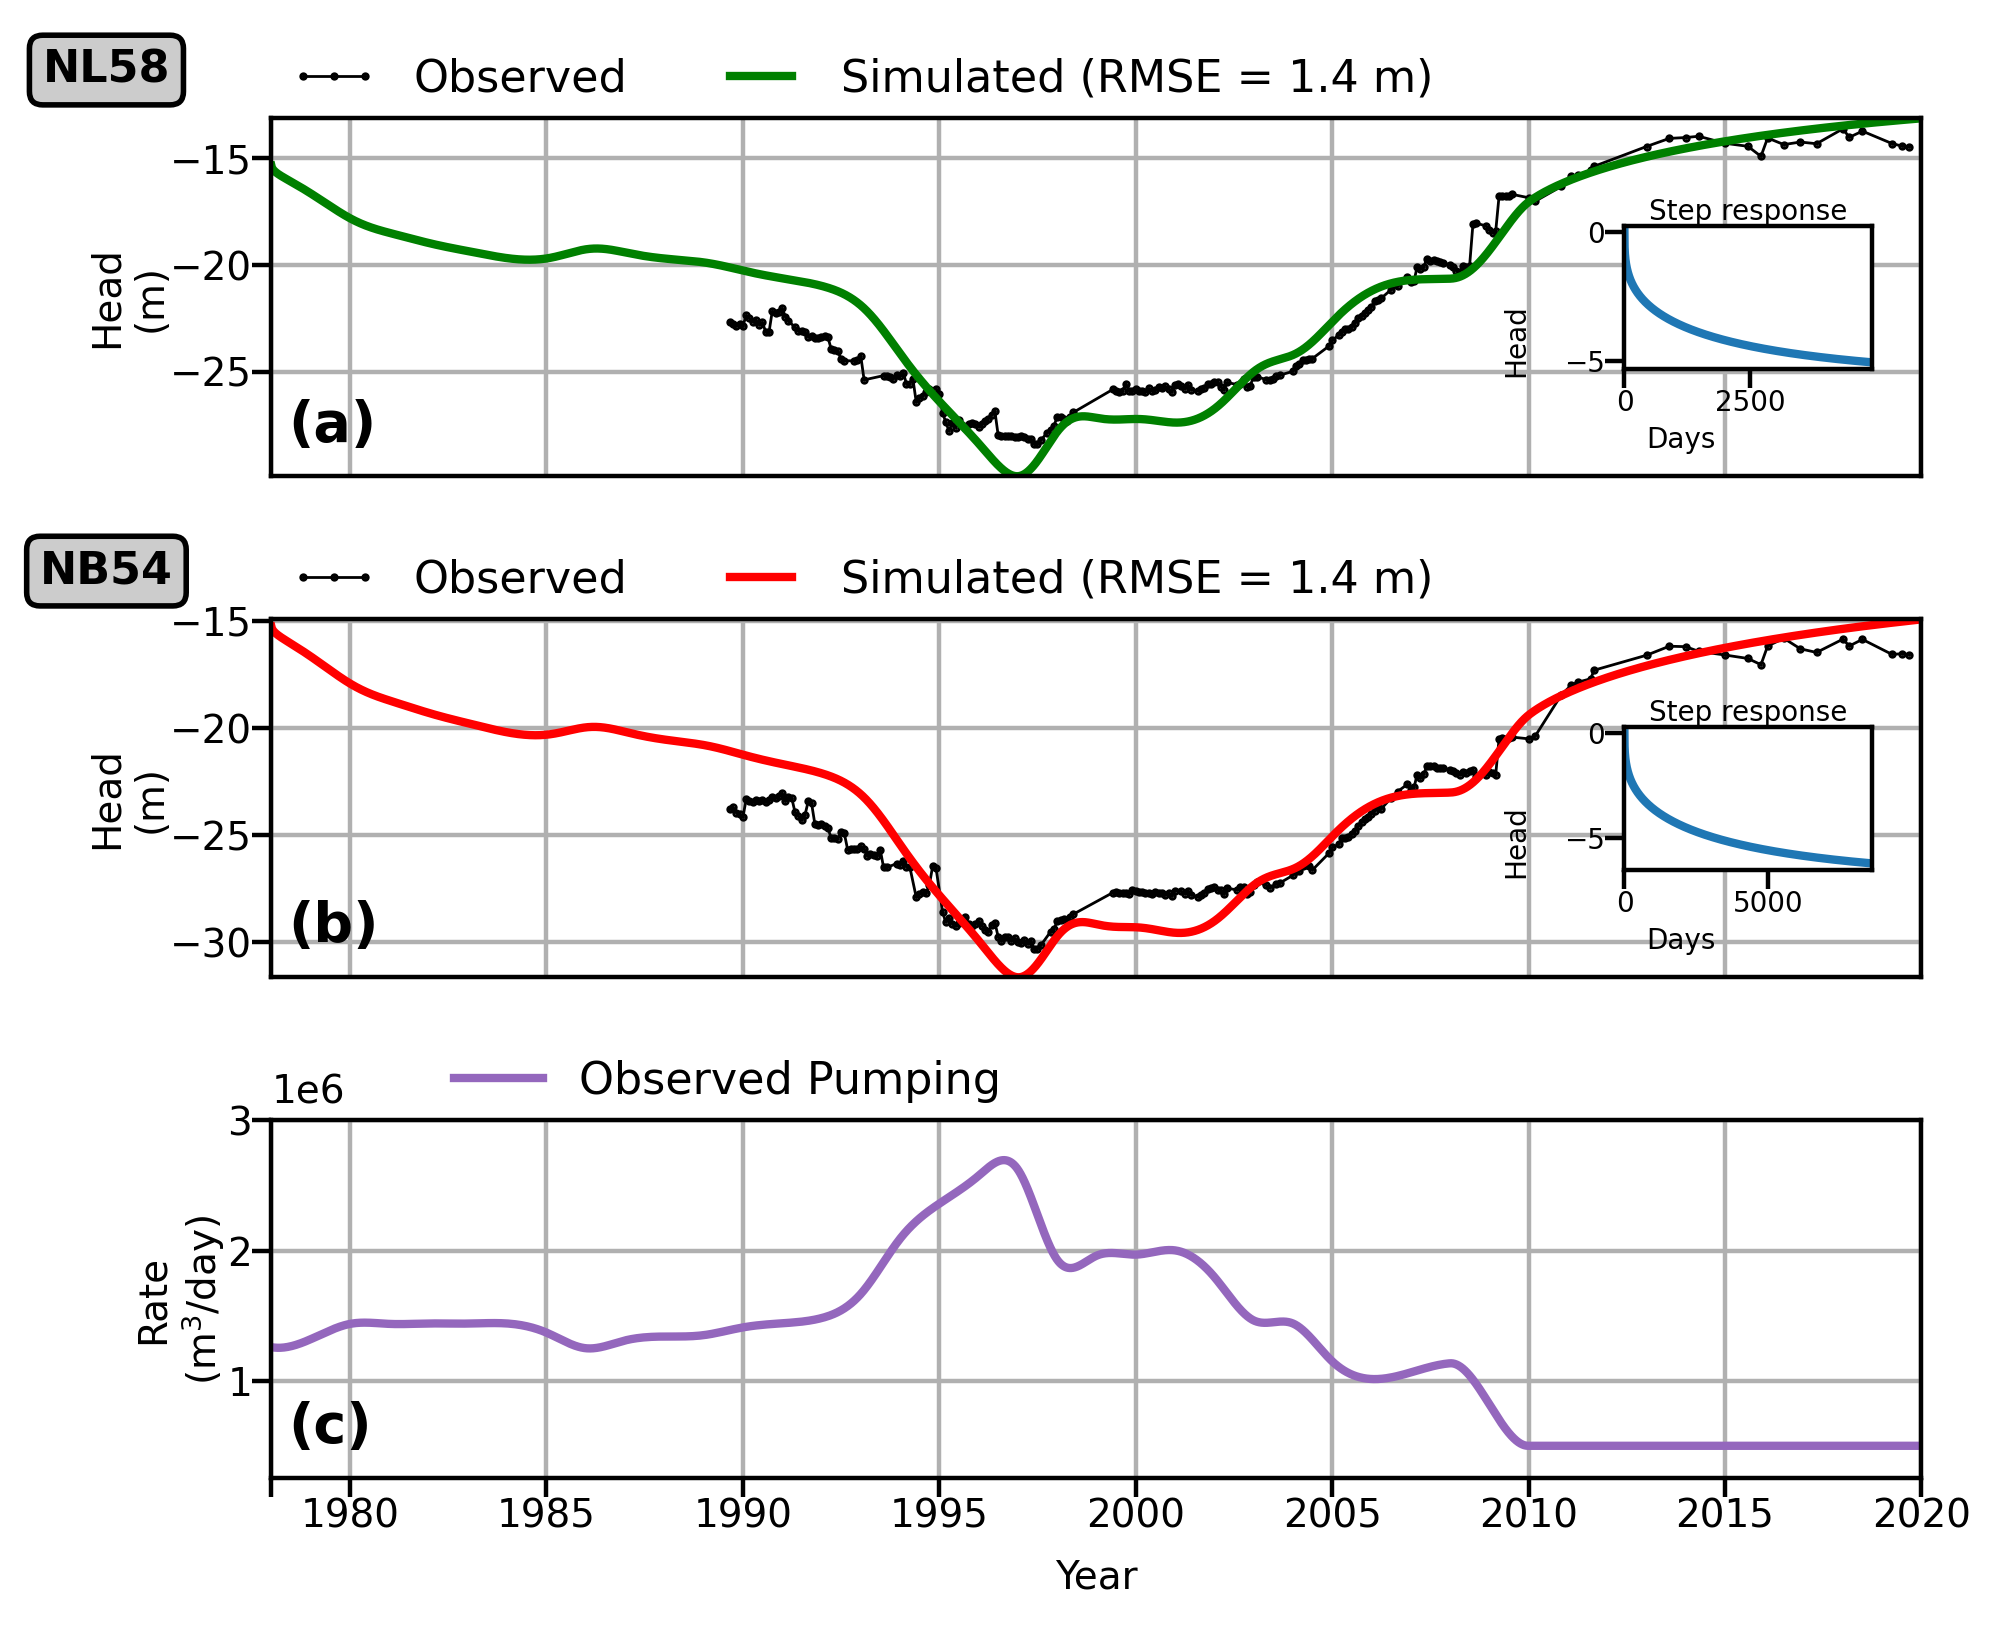 NL58
Observed
Simulated (RMSE = 1.4 m)
Head
(m)
−15
−20
−25
(a)
Step response
Head
0
−5
0
2500
Days
NB54
Observed
Simulated (RMSE = 1.4 m)
Head
(m)
−15
−20
−25
−30
(b)
Step response
Head
0
−5
0
5000
Days
1e6
Observed Pumping
Rate
(m³/day)
3
2
1
(c)
1980
1985
1990
1995
2000
2005
2010
2015
2020
Year